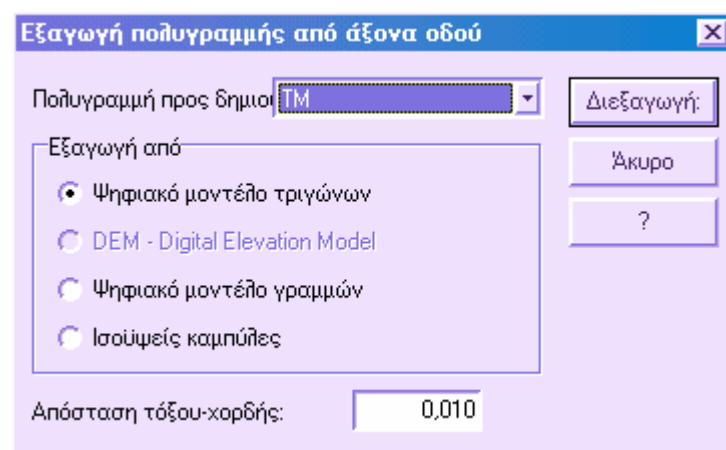 Εξαγωγή πολυγραμμής από άξονα οδού
Πολυγραμμή προς δημιου TM
Διεξαγωγή:
Εξαγωγή από
Άκυρο
Ψηφιακό μοντέλο τριγώνων
?
DEM - Digital Elevation Model
Ψηφιακό μοντέλο γραμμών
Ισοϋψείς καμπύλες
Απόσταση τόξου-χορδής: 0,010